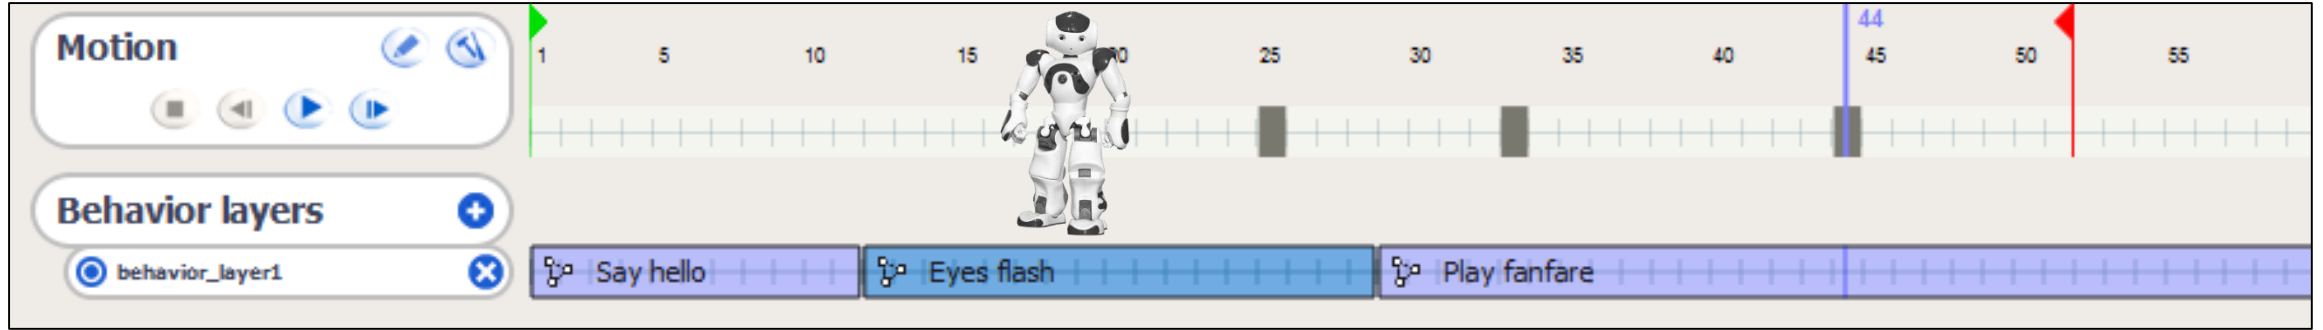 44
Motion
1 5 10 15 20 25 30 35 40 45 50 55
Behavior layers
behavior_layer1
Say hello Eyes flash Play fanfare